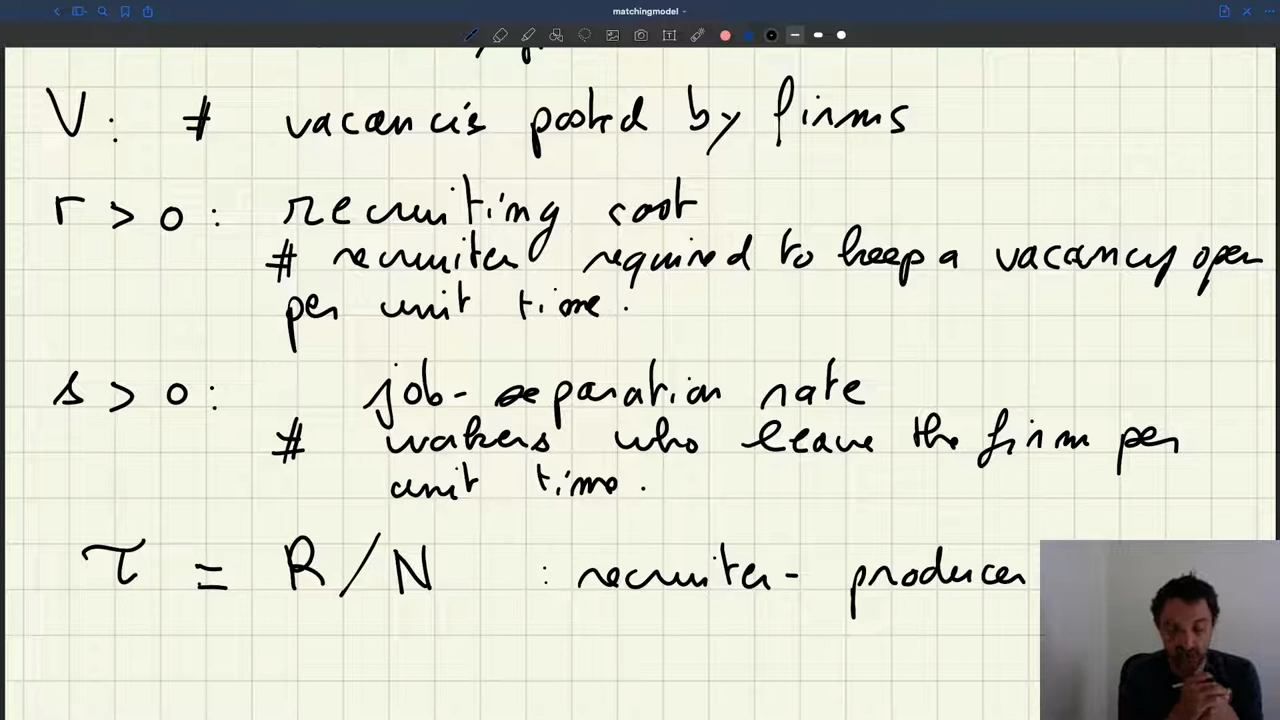 matchingmodel
V: # vacancies posted by firms
r > 0: recruiting cost
# recruiter required to keep a vacancy open
per unit time.
s > 0: job-separation rate
# workers who leave the firm per
unit time.
τ = R/N : recruiter-producer